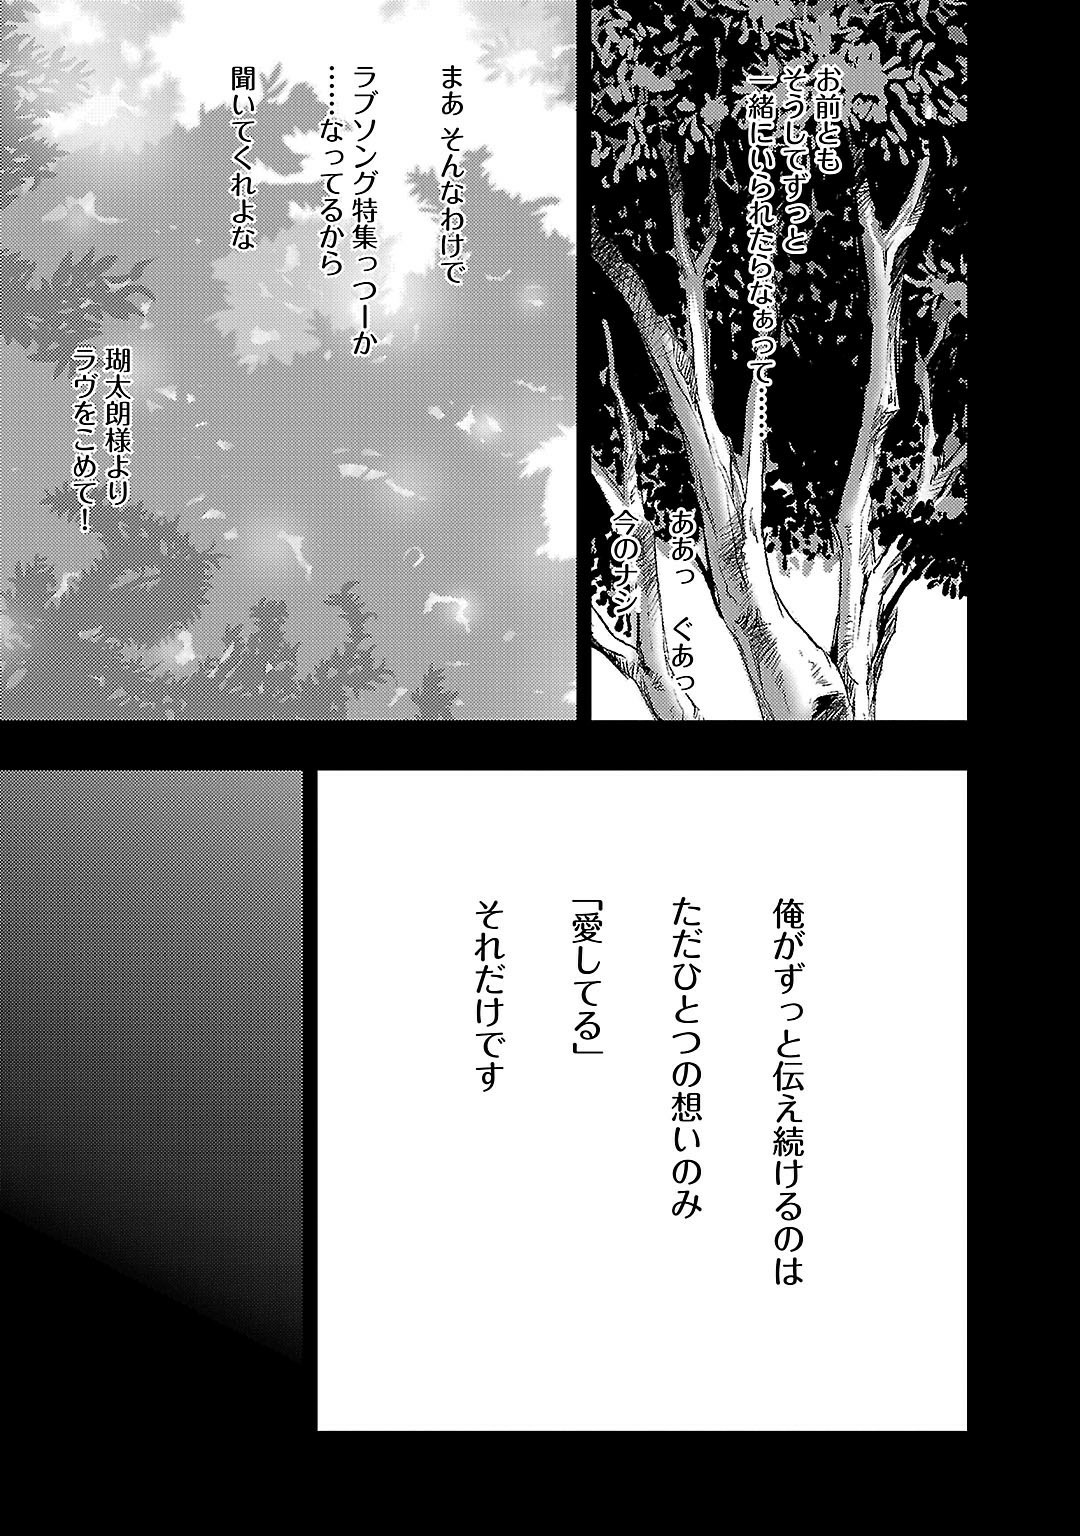 お前とも
そうしてずっと
一緒にいられたらなぁって……
ああっ　ぐあっ
今のナシ
まあ そんなわけで
ラブソング特集っつーか
……なってるから
聞いてくれよな
瑚太朗様より
ラヴをこめて！
俺がずっと伝え続けるのは
ただひとつの想いのみ
「愛してる」
それだけです